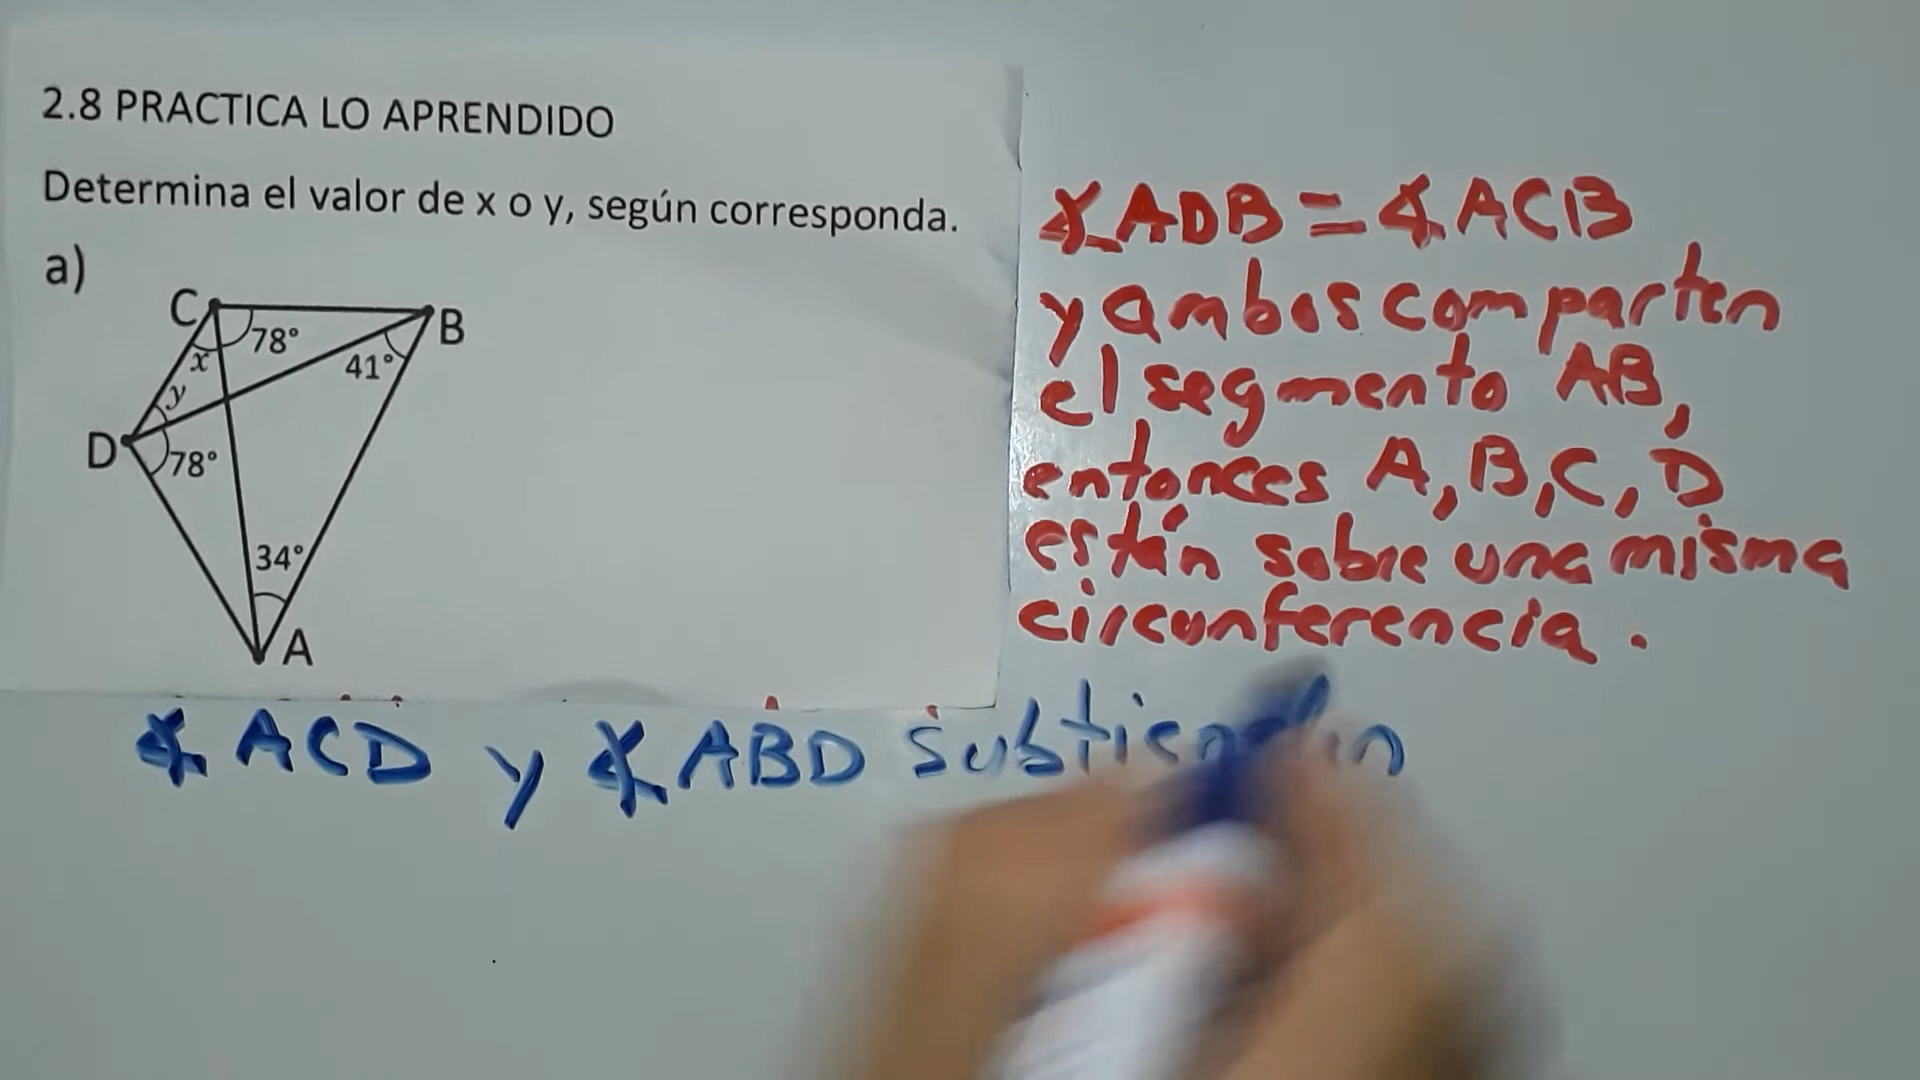 2.8 PRACTICA LO APRENDIDO
Determina el valor de x o y, según corresponda.
a)
C
78°
B
x
41°
y
D
78°
34°
A
∡ADB = ∡ACB
y ambos comparten
el segmento AB,
entonces A, B, C, D
están sobre una misma
circunferencia.
∡ACD y ∡ABD